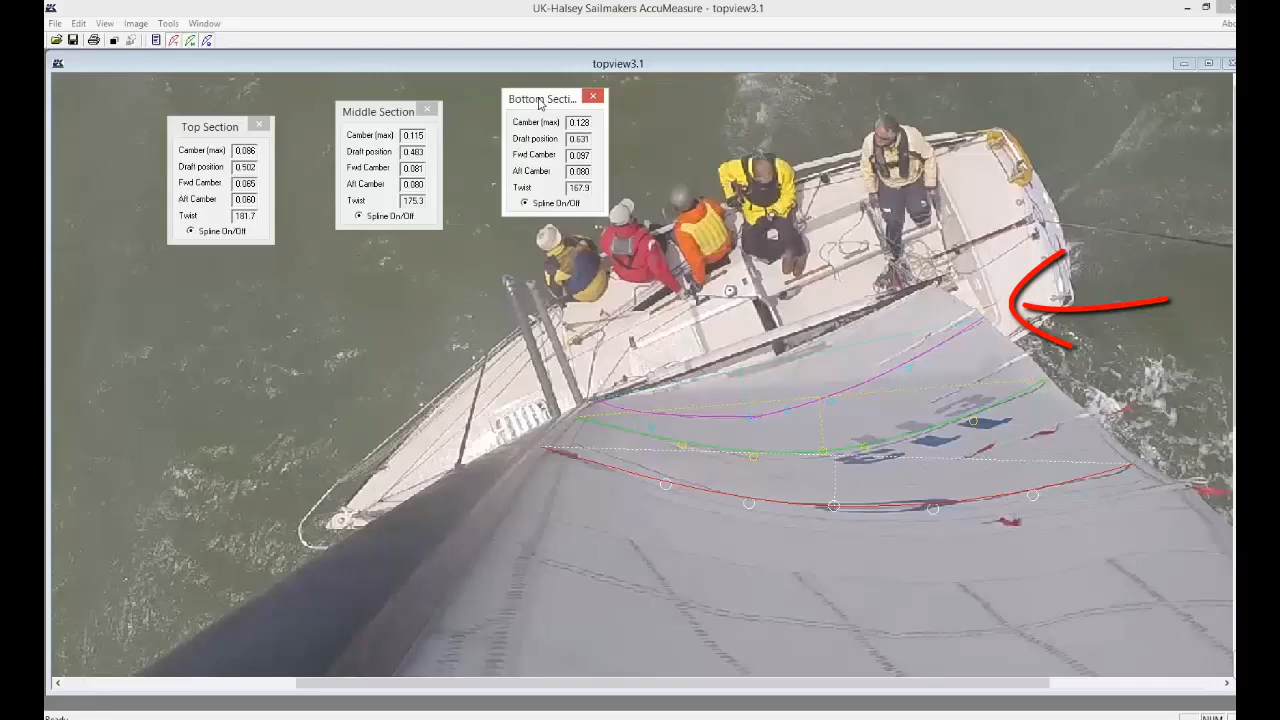 UK-Halsey Sailmakers AccuMeasure - topview3.1
File Edit View Image Tools Window
Abo
topview3.1
Top Section
Camber (max) 0.086
Draft position 0.502
Fwd Camber 0.065
Aft Camber 0.060
Twist 181.7
Spline On/Off
Middle Section
Camber (max) 0.115
Draft position 0.483
Fwd Camber 0.081
Aft Camber 0.080
Twist 175.3
Spline On/Off
Bottom Secti...
Camber (max) 0.128
Draft position 0.631
Fwd Camber 0.097
Aft Camber 0.080
Twist 167.9
Spline On/Off
Ready
NUM